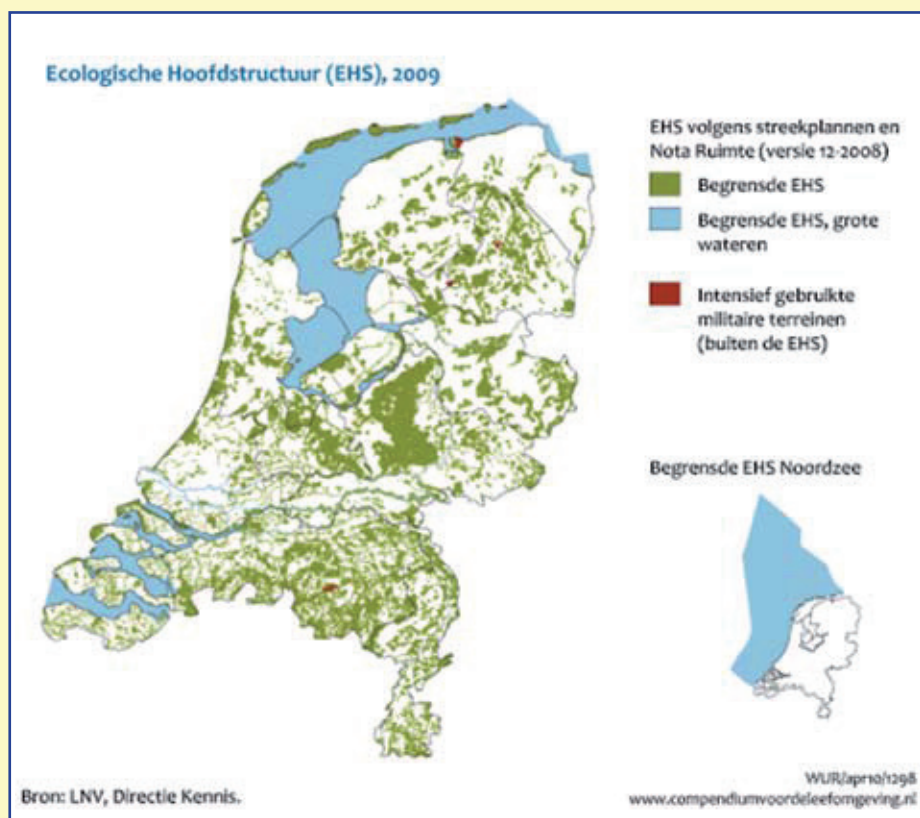 Ecologische Hoofdstructuur (EHS), 2009
EHS volgens streekplannen en
Nota Ruimte (versie 12-2008)
Begrensde EHS
Begrensde EHS, grote
wateren
Intensief gebruikte
militaire terreinen
(buiten de EHS)
Begrensde EHS Noordzee
Bron: LNV, Directie Kennis.
WUR/apr10/1298
www.compendiumvoordeleefomgeving.nl